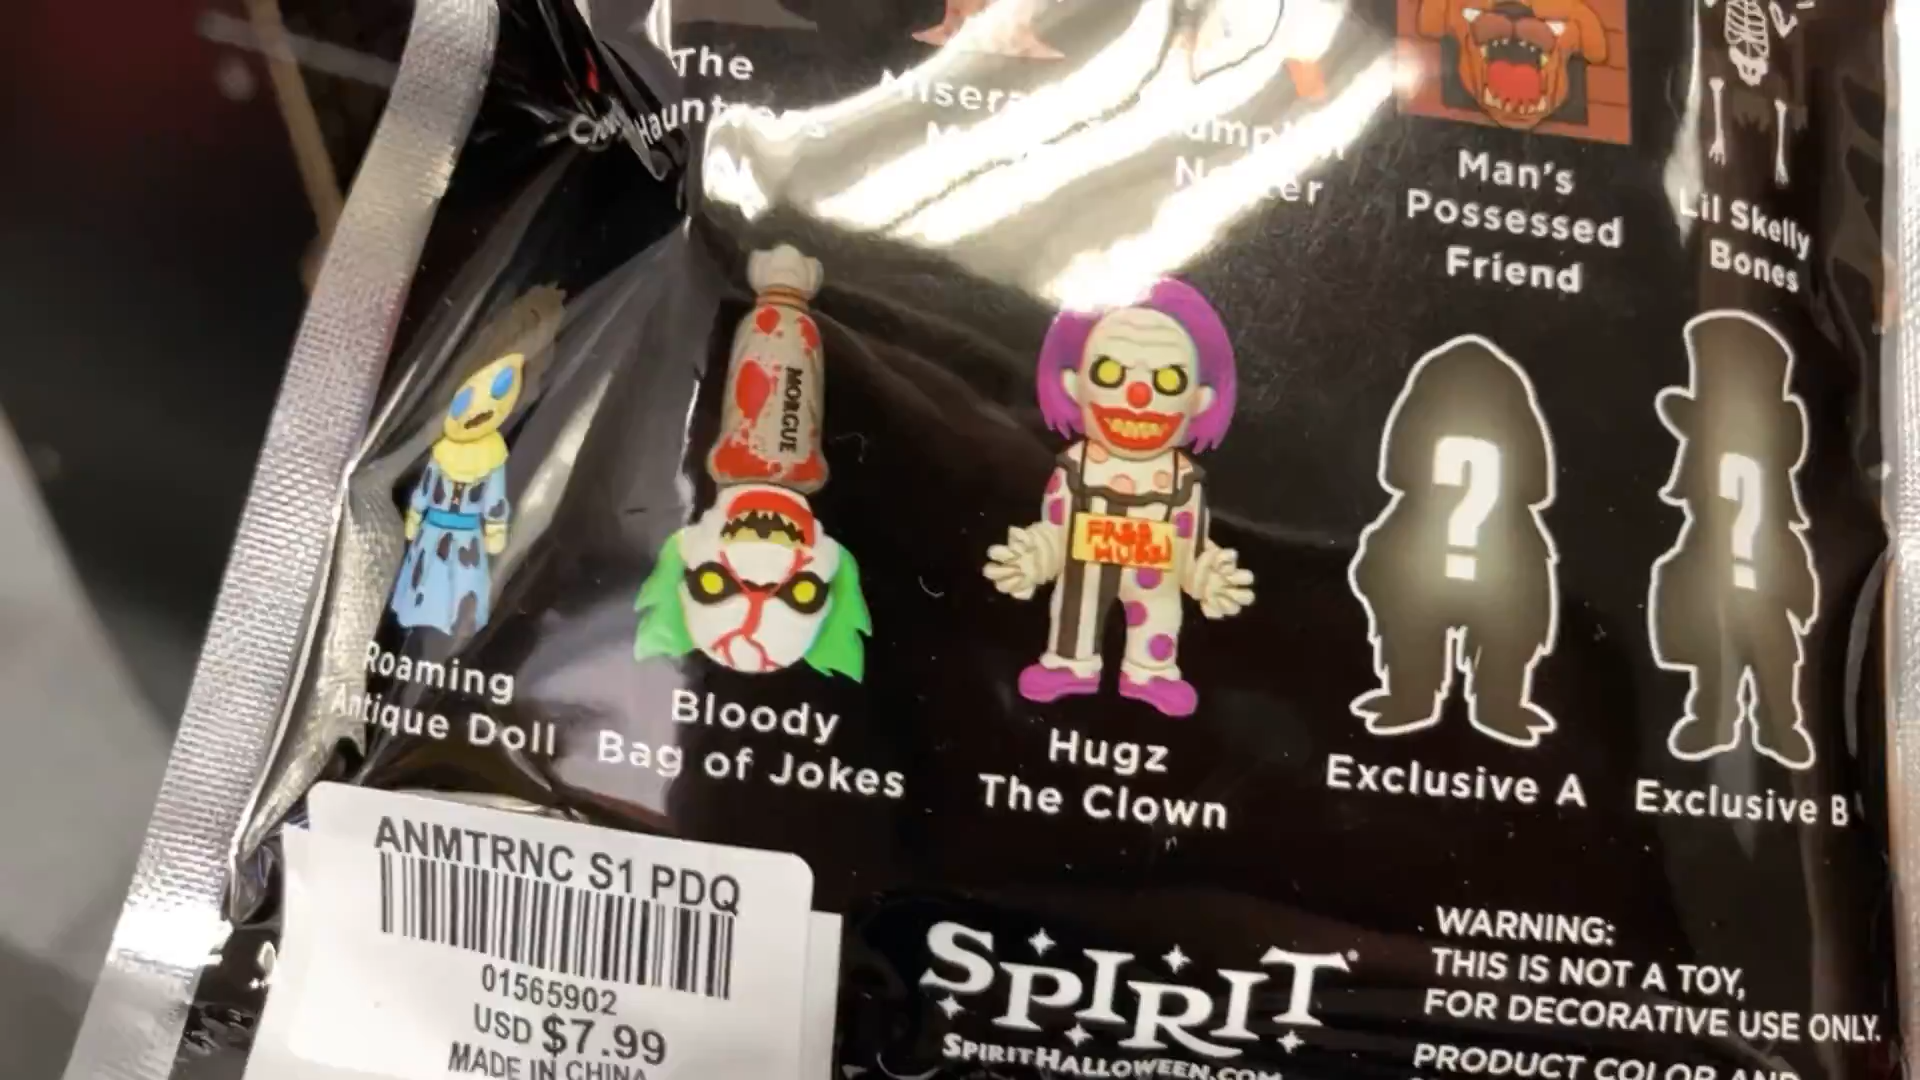 The
Man's
Possessed
Friend
Lil Skelly
Bones
MORGUE
FREE
HUGZ!
?
?
Roaming
Antique Doll
Bloody
Bag of Jokes
Hugz
The Clown
Exclusive A
Exclusive B
ANMTRNC S1 PDQ
01565902
USD $7.99
MADE IN CHINA
SPIRIT
SPIRITHALLOWEEN.COM
WARNING:
THIS IS NOT A TOY,
FOR DECORATIVE USE ONLY.
PRODUCT COLOR AND